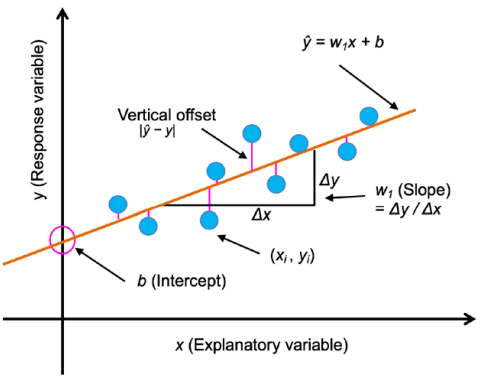 ŷ = w₁x + b
y (Response variable)
Vertical offset
|ŷ – y|
Δy
Δx
w₁ (Slope)
= Δy / Δx
(xᵢ , yᵢ)
b (Intercept)
x (Explanatory variable)